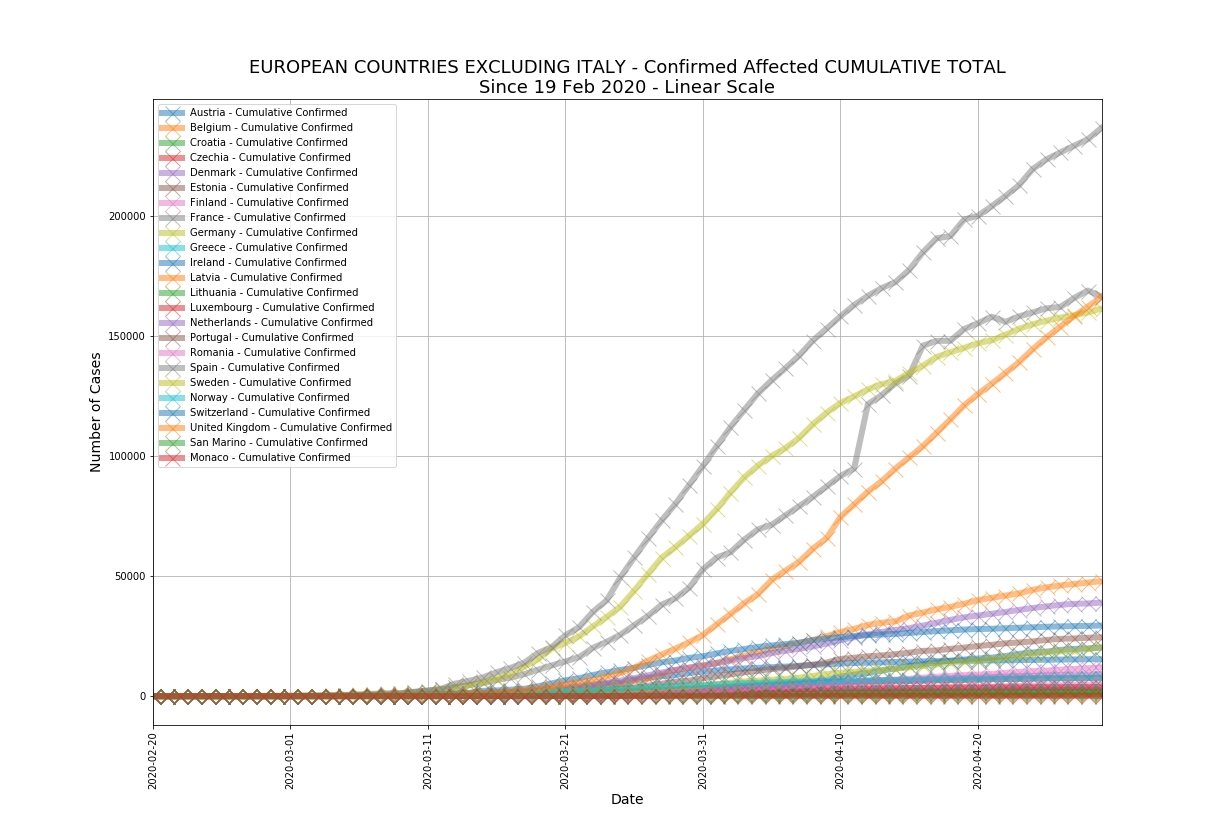 EUROPEAN COUNTRIES EXCLUDING ITALY - Confirmed Affected CUMULATIVE TOTAL
Since 19 Feb 2020 - Linear Scale
Austria - Cumulative Confirmed
Belgium - Cumulative Confirmed
Croatia - Cumulative Confirmed
Czechia - Cumulative Confirmed
Denmark - Cumulative Confirmed
Estonia - Cumulative Confirmed
Finland - Cumulative Confirmed
France - Cumulative Confirmed
Germany - Cumulative Confirmed
Greece - Cumulative Confirmed
Ireland - Cumulative Confirmed
Latvia - Cumulative Confirmed
Lithuania - Cumulative Confirmed
Luxembourg - Cumulative Confirmed
Netherlands - Cumulative Confirmed
Portugal - Cumulative Confirmed
Romania - Cumulative Confirmed
Spain - Cumulative Confirmed
Sweden - Cumulative Confirmed
Norway - Cumulative Confirmed
Switzerland - Cumulative Confirmed
United Kingdom - Cumulative Confirmed
San Marino - Cumulative Confirmed
Monaco - Cumulative Confirmed
Number of Cases
200000
150000
100000
50000
0
2020-02-20
2020-03-01
2020-03-11
2020-03-21
2020-03-31
2020-04-10
2020-04-20
Date